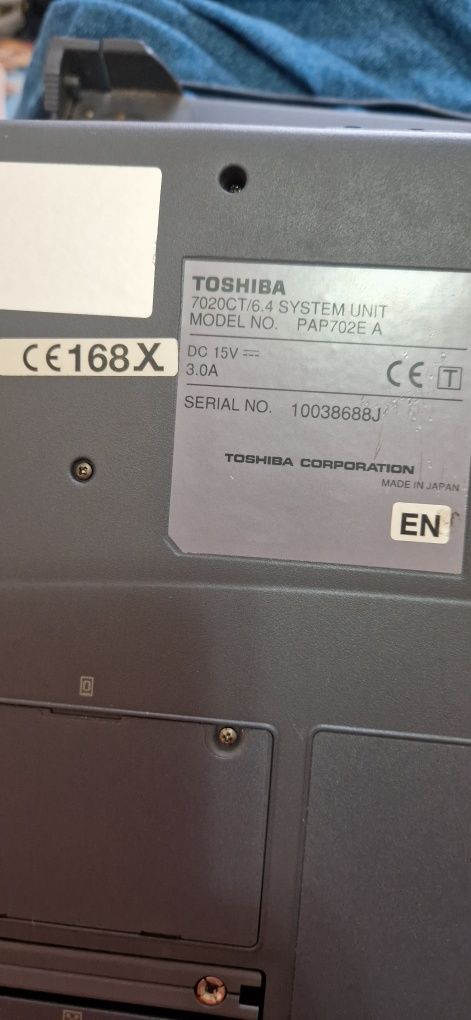 TOSHIBA
7020CT/6.4 SYSTEM UNIT
MODEL NO. PAP702E A
CE168X
DC 15V ⎓
3.0A
CE T
SERIAL NO. 10038688J
TOSHIBA CORPORATION
MADE IN JAPAN
EN